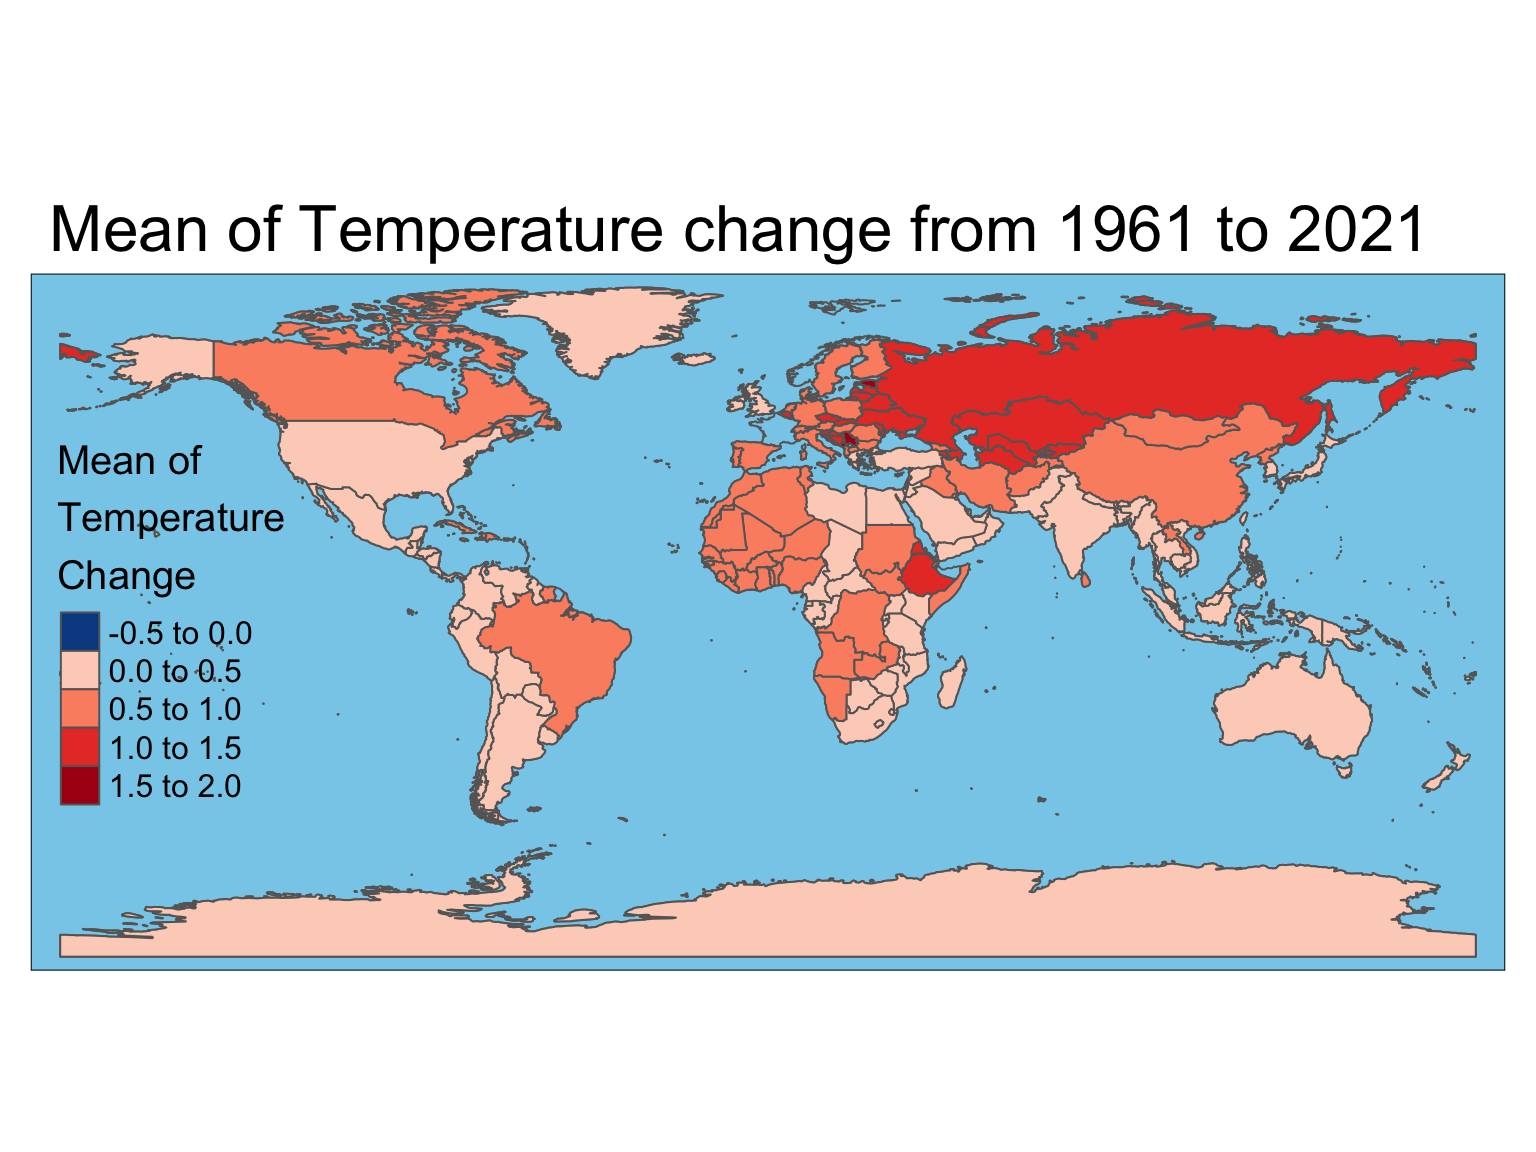 Mean of Temperature change from 1961 to 2021
Mean of
Temperature
Change
-0.5 to 0.0
0.0 to 0.5
0.5 to 1.0
1.0 to 1.5
1.5 to 2.0